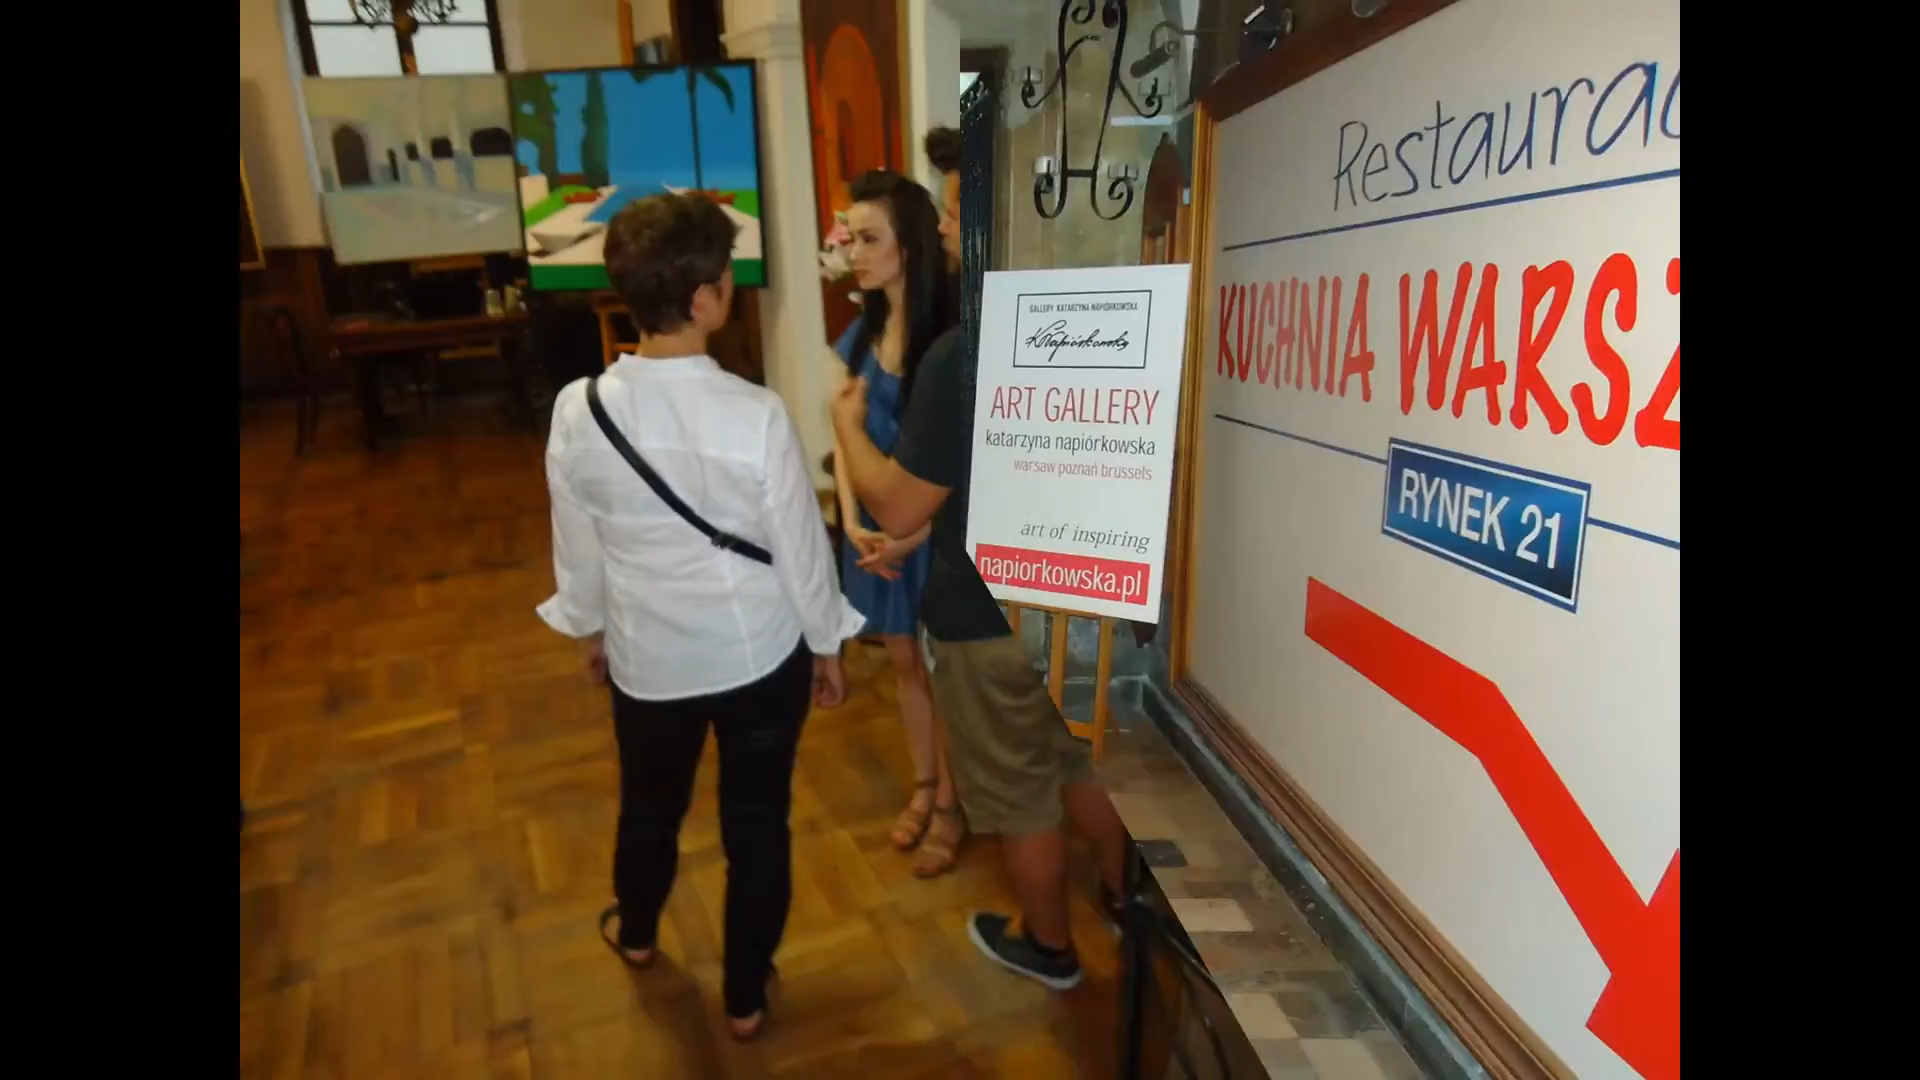 GALLERY KATARZYNA NAPIÓRKOWSKA
KNapiórkowska
ART GALLERY
katarzyna napiórkowska
warsaw poznań brussels
art of inspiring
napiorkowska.pl
Restaurac
KUCHNIA WARSZ
RYNEK 21